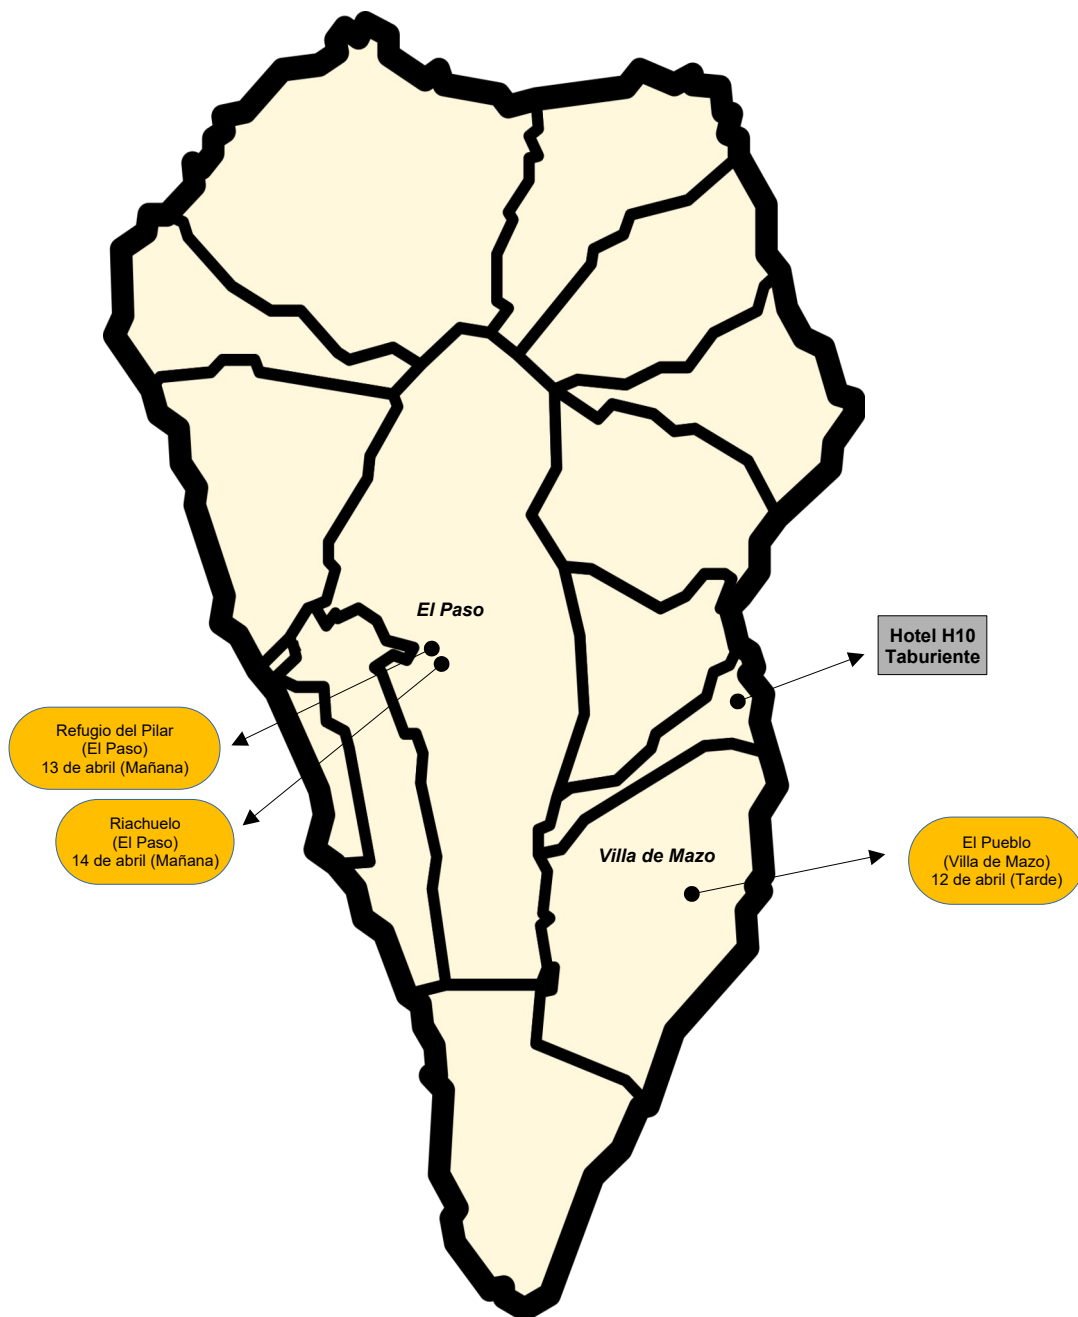 El Paso
Hotel H10
Taburiente
Refugio del Pilar
(El Paso)
13 de abril (Mañana)
Riachuelo
(El Paso)
14 de abril (Mañana)
Villa de Mazo
El Pueblo
(Villa de Mazo)
12 de abril (Tarde)